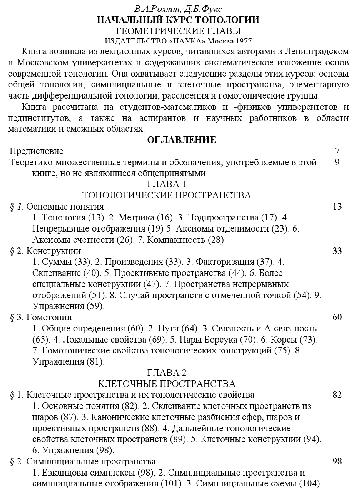 В.А.Рохлин, Д.Б.Фукс
НАЧАЛЬНЫЙ КУРС ТОПОЛОГИИ
ГЕОМЕТРИЧЕСКИЕ ГЛАВЫ
ИЗДАТЕЛЬСТВО «НАУКА» Москва 1977
Книга возникла из лекционных курсов, читавшихся авторами в Ленинградском
и Московском университетах и содержания систематическое изложение основ
современной топологии. Она охватывает следующие разделы этих курсов: основы
общей топологии, симплициальные и клеточные пространства, элементарную
часть дифференциальной топологии, расслоения и гомотопические группы.
Книга рассчитана на студентов-математиков и -физиков университетов и
пединститутов, а также на аспирантов и научных работников в области
математики и смежных областях.
ОГЛАВЛЕНИЕ
Предисловие 7
Теоретико-множественные термины и обозначения, употребляемые в этой 9
книге, но не являющиеся общепринятыми
ГЛАВА 1
ТОПОЛОГИЧЕСКИЕ ПРОСТРАНСТВА
§ 1. Основные понятия 13
1. Топология (13). 2. Метрика (16). 3. Подпространства (17). 4.
Непрерывные отображения (19) 5. Аксиомы отделимости (23). 6.
Аксиомы счетности (26). 7. Компактность (28)
§ 2. Конструкции 33
1. Суммы (33). 2. Произведения (33). 3. Факторизация (37). 4.
Склеивание (40). 5. Проективные пространства (44). 6. Более
специальные конструкции (47). 7. Пространства непрерывных
отображений (51). 8. Случай пространств с отмеченной точкой (54). 9.
Упражнения (59).
§ 3. Гомотопии 60
1. Общие определения (60). 2. Пути (64). 3. Связность и k-связность
(65). 4. Локальные свойства (69). 5. Пары Борсука (70). 6. Корсы (73).
7. Гомотопические свойства топологических конструкций (75). 8.
Упражнения (81).
ГЛАВА 2
КЛЕТОЧНЫЕ ПРОСТРАНСТВА
§ 1. Клеточные пространства и их топологические свойства 82
1. Основные понятия (82). 2. Склеивание клеточных пространств из
шаров (87). 3. Канонические клеточные разбиения сфер, шаров и
проективных пространств (88). 4. Дальнейшие топологические
свойства клеточных пространств (89). 5. Клеточные конструкции (94).
6. Упражнения (98).
§ 2. Симплициальные пространства 98
1. Евклидовы симплексы (98). 2. Симплициальные пространства и
симплициальные отображения (101). 3. Симплициальные схемы (104)